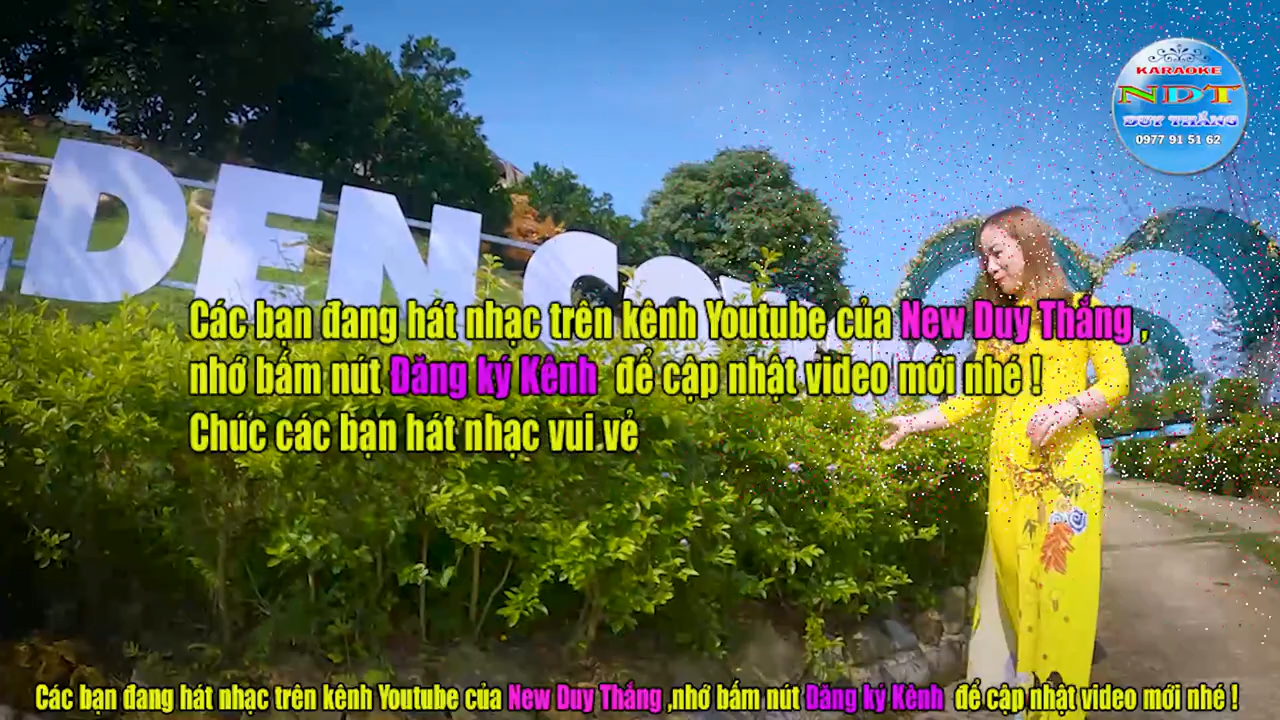 KARAOKE
NDT
DUY THẮNG
0977 91 51 62
DEN CO
Các bạn đang hát nhạc trên kênh Youtube của New Duy Thắng ,
nhớ bấm nút Đăng ký Kênh để cập nhật video mới nhé !
Chúc các bạn hát nhạc vui vẻ
Các bạn đang hát nhạc trên kênh Youtube của New Duy Thắng ,nhớ bấm nút Đăng ký Kênh để cập nhật video mới nhé !